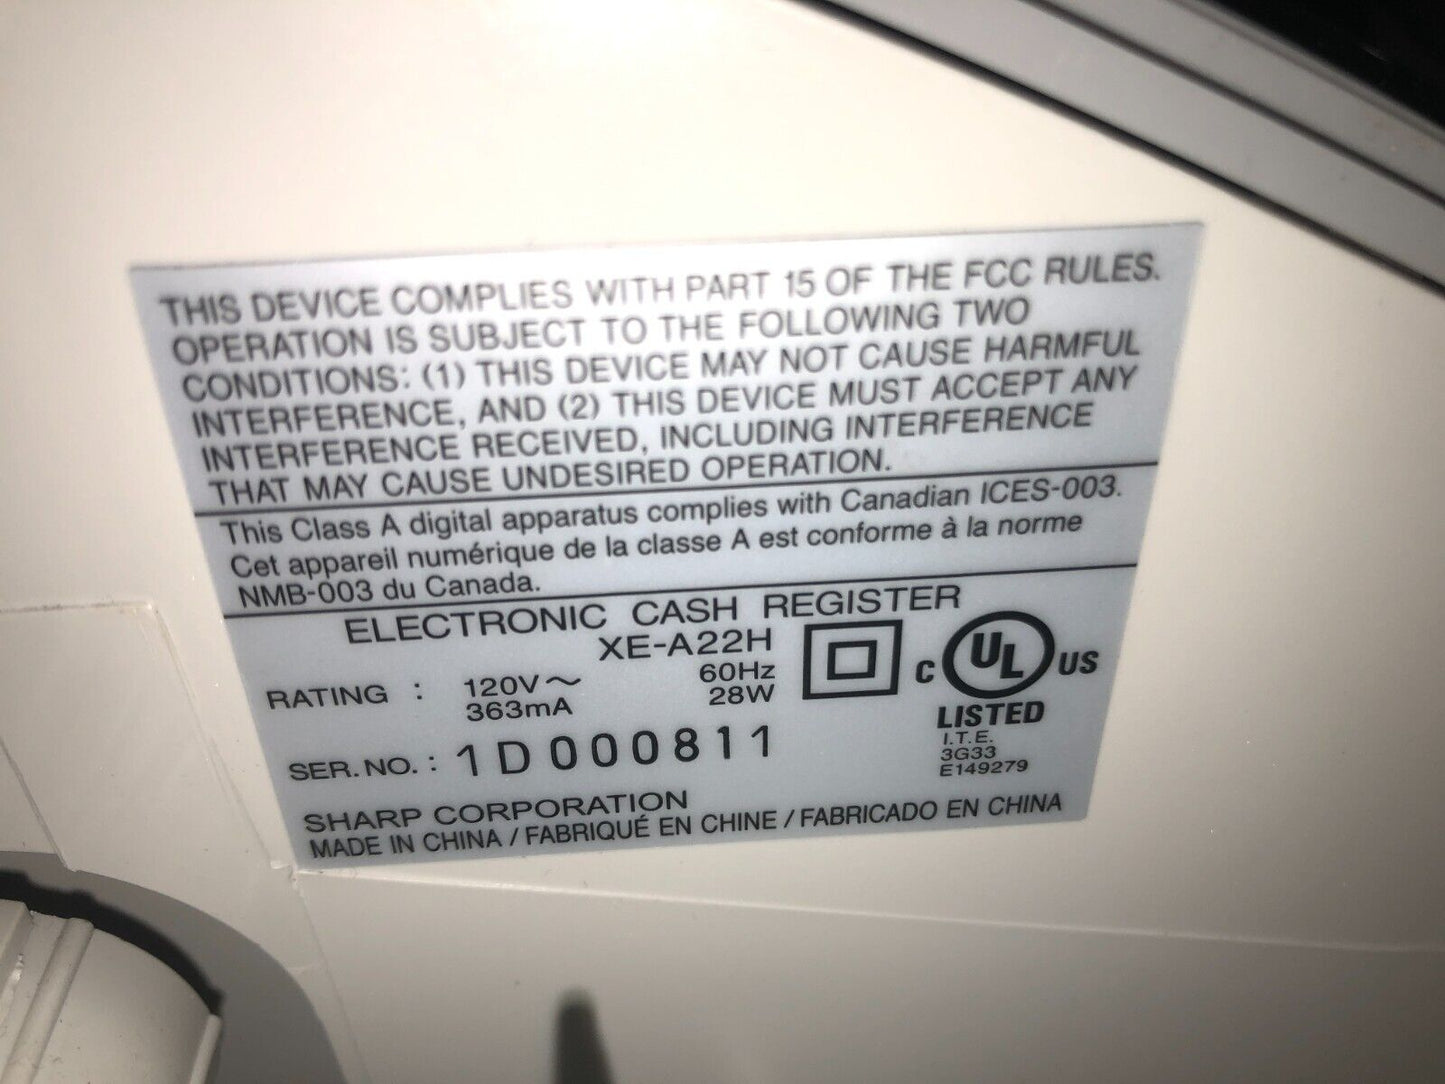 THIS DEVICE COMPLIES WITH PART 15 OF THE FCC RULES.
OPERATION IS SUBJECT TO THE FOLLOWING TWO
CONDITIONS: (1) THIS DEVICE MAY NOT CAUSE HARMFUL
INTERFERENCE, AND (2) THIS DEVICE MUST ACCEPT ANY
INTERFERENCE RECEIVED, INCLUDING INTERFERENCE
THAT MAY CAUSE UNDESIRED OPERATION.
This Class A digital apparatus complies with Canadian ICES-003.
Cet appareil numérique de la classe A est conforme à la norme
NMB-003 du Canada.
ELECTRONIC CASH REGISTER
XE-A22H
RATING : 120V～ 60Hz
363mA 28W
C UL US
LISTED
I.T.E.
3G33
E149279
SER.NO. : 1D000811
SHARP CORPORATION
MADE IN CHINA / FABRIQUÉ EN CHINE / FABRICADO EN CHINA